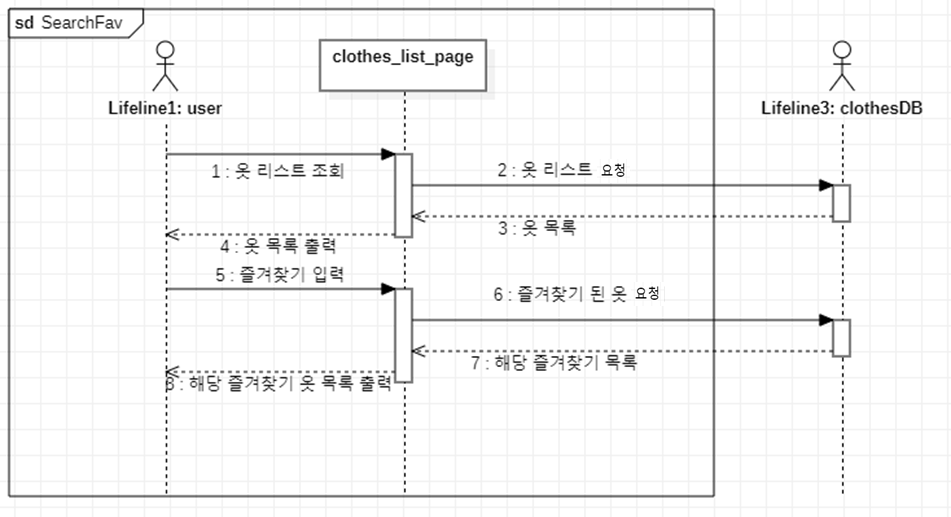 sd SearchFav
clothes_list_page
Lifeline1: user
Lifeline3: clothesDB
1 : 옷 리스트 조회
2 : 옷 리스트 요청
3 : 옷 목록
4 : 옷 목록 출력
5 : 즐겨찾기 입력
6 : 즐겨찾기 된 옷 요청
7 : 해당 즐겨찾기 목록
8 : 해당 즐겨찾기 옷 목록 출력